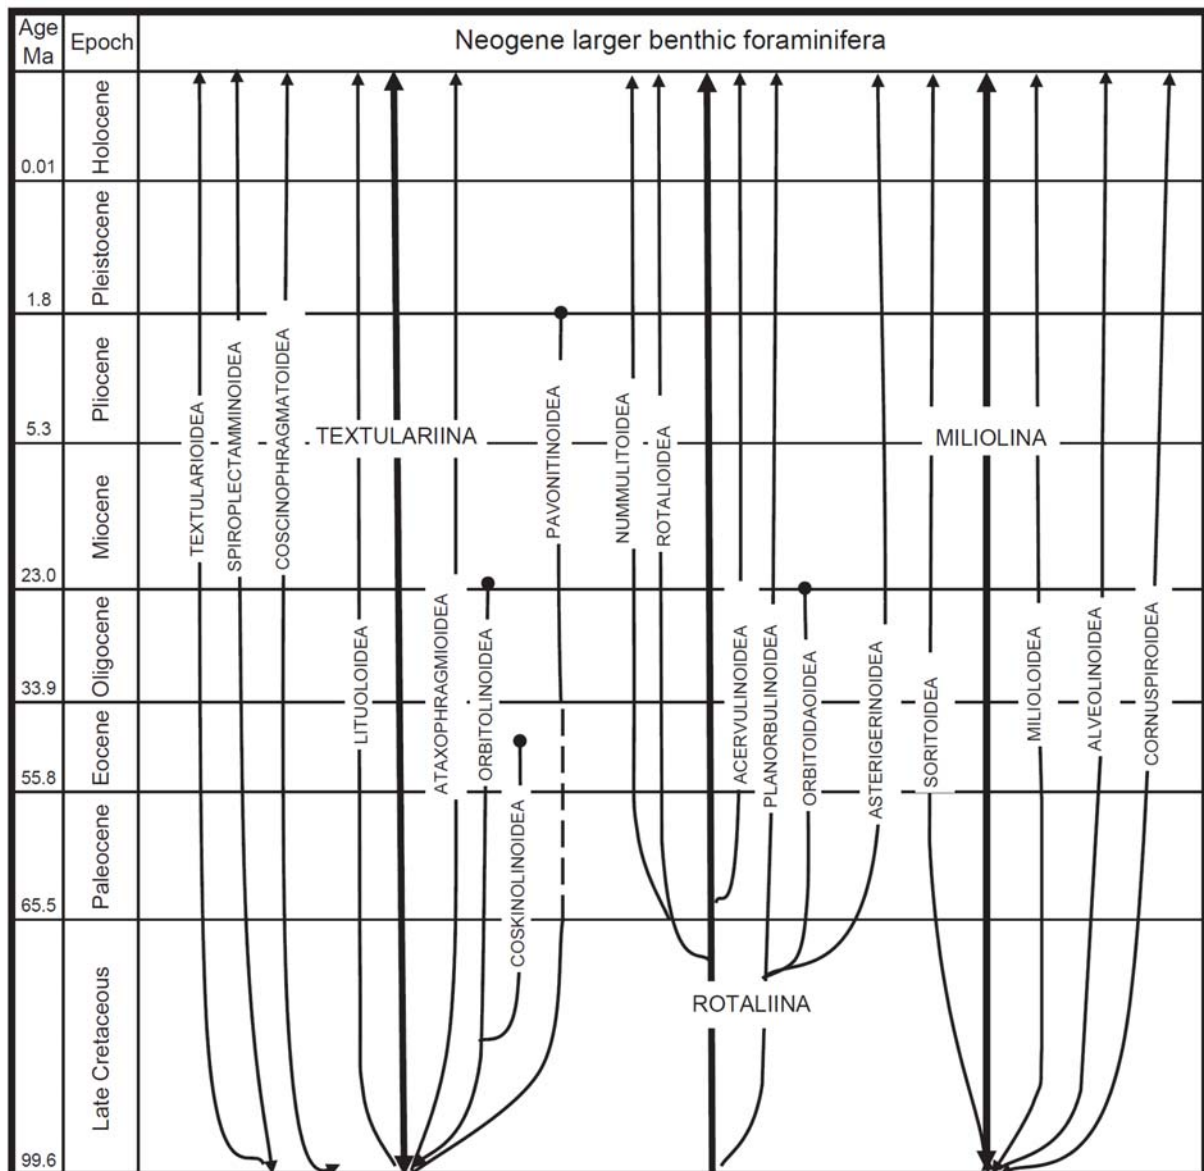 Age
Ma
Epoch
Neogene larger benthic foraminifera
Holocene
0.01
Pleistocene
1.8
Pliocene
5.3
Miocene
23.0
Oligocene
33.9
Eocene
55.8
Paleocene
65.5
Late Cretaceous
99.6
TEXTULARIOIDEA
SPIROPLECTAMMINOIDEA
COSCINOPHRAGMATOIDEA
LITUOLOIDEA
TEXTULARIINA
ATAXOPHRAGMIOIDEA
ORBITOLINOIDEA
COSKINOLINOIDEA
PAVONITINOIDEA
NUMMULITOIDEA
ROTALIOIDEA
ROTALIINA
ACERVULINOIDEA
PLANORBULINOIDEA
ORBITOIDAOIDEA
ASTERIGERINOIDEA
SORITOIDEA
MILIOLINA
MILIOLOIDEA
ALVEOLINOIDEA
CORNUSPIROIDEA